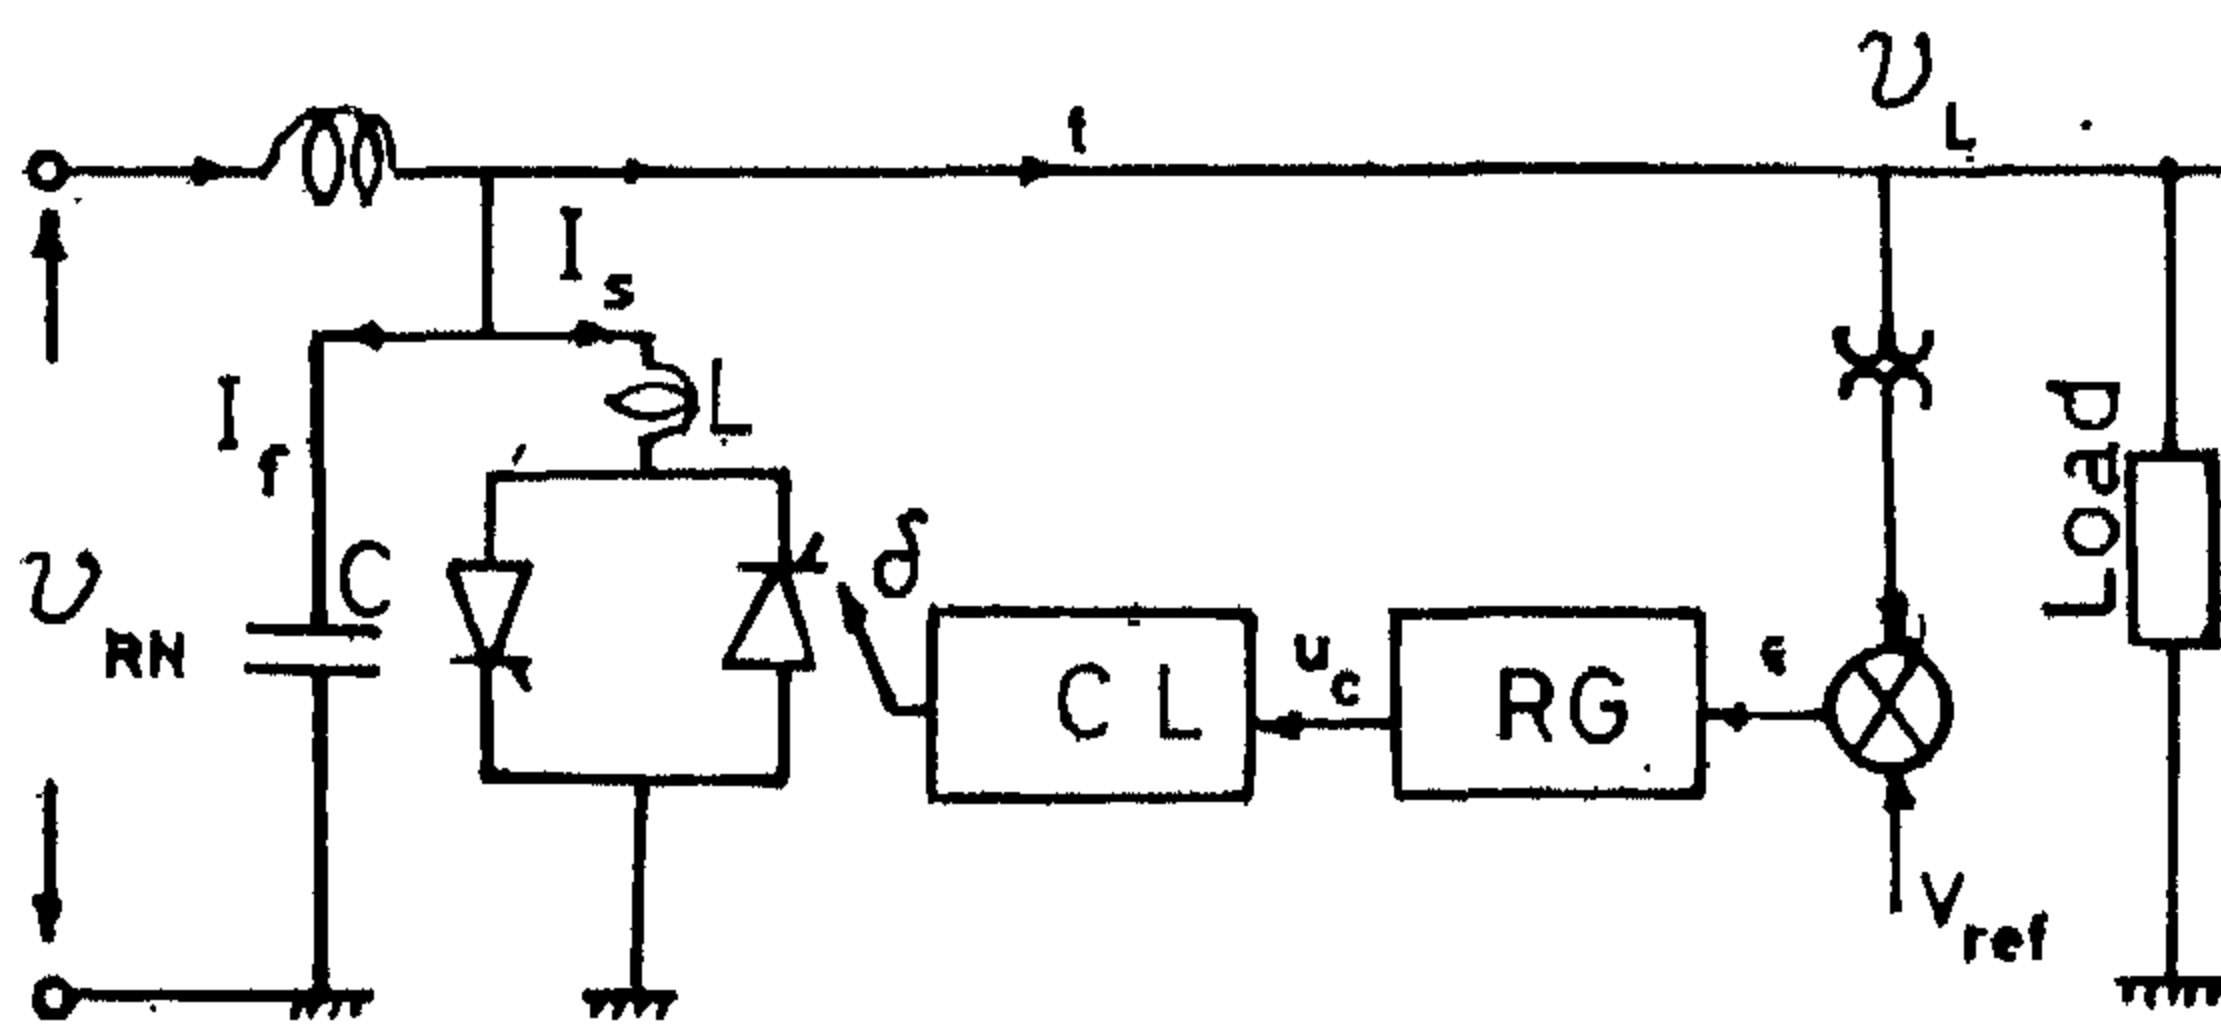 v_L
t
I_s
I_f
L
C
δ
v_RN
CL
u_c
RG
ε
Load
V_ref